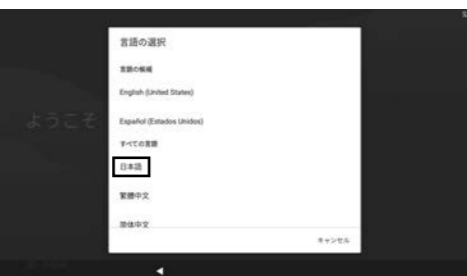 ようこそ
言語の選択
言語の候補
English (United States)
Español (Estados Unidos)
すべての言語
日本語
繁體中文
简体中文
キャンセル